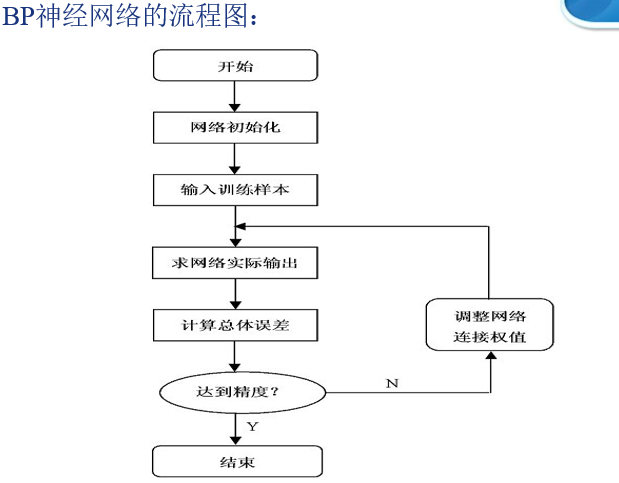 BP神经网络的流程图：
开始
网络初始化
输入训练样本
求网络实际输出
计算总体误差
调整网络
连接权值
达到精度？
N
Y
结束